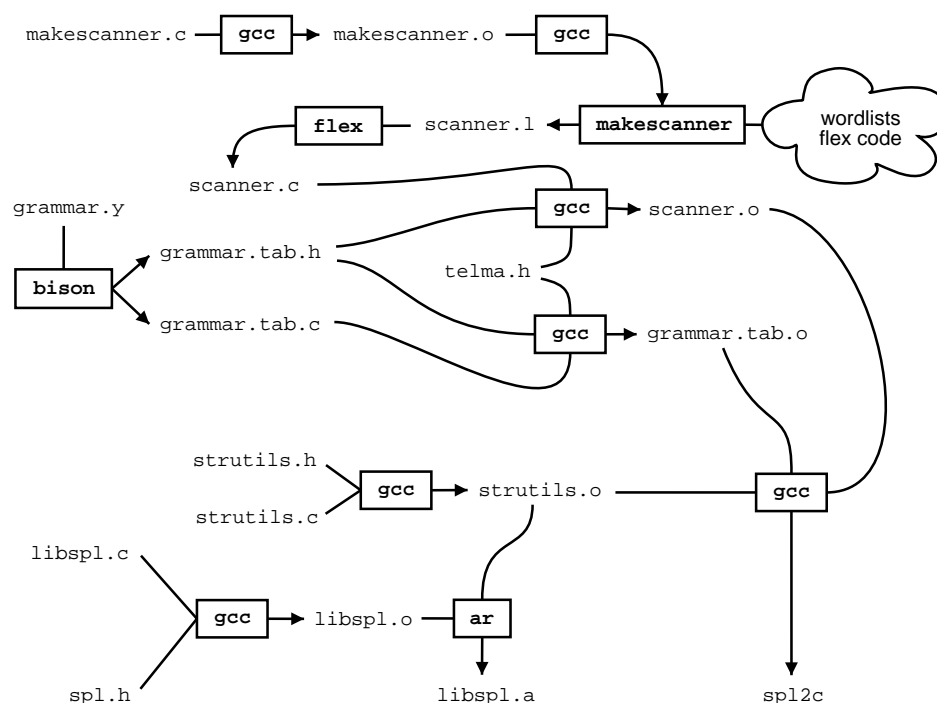 makescanner.c gcc makescanner.o gcc
wordlists
flex code
flex scanner.l makescanner
scanner.c
grammar.y gcc scanner.o
grammar.tab.h
telma.h
bison
grammar.tab.c gcc grammar.tab.o
strutils.h
gcc strutils.o gcc
strutils.c
libspl.c
gcc libspl.o ar
spl.h libspl.a spl2c